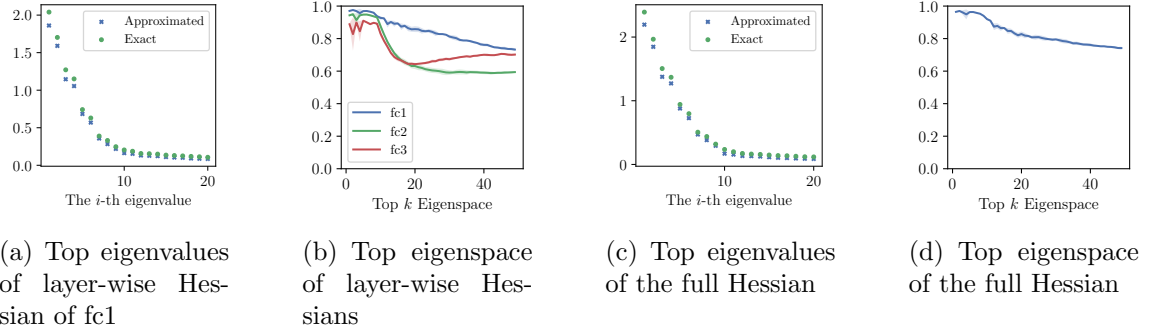 2.0
1.5
1.0
0.5
0.0
Approximated
Exact
10
20
The i-th eigenvalue
1.0
0.8
0.6
0.4
0.2
0.0
fc1
fc2
fc3
0
20
40
Top k Eigenspace
2
1
0
Approximated
Exact
10
20
The i-th eigenvalue
1.0
0.8
0.6
0.4
0.2
0.0
0
20
40
Top k Eigenspace
(a) Top eigenvalues
of layer-wise Hes-
sian of fc1
(b) Top eigenspace
of layer-wise Hes-
sians
(c) Top eigenvalues
of the full Hessian
(d) Top eigenspace
of the full Hessian